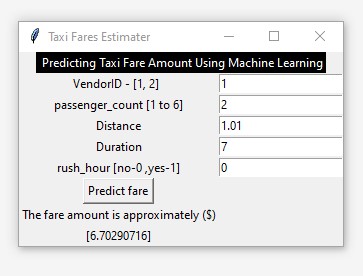 Taxi Fares Estimater
Predicting Taxi Fare Amount Using Machine Learning
VendorID - [1, 2] 1
passenger_count [1 to 6] 2
Distance 1.01
Duration 7
rush_hour [no-0 ,yes-1] 0
Predict fare
The fare amount is approximately ($)
[6.70290716]